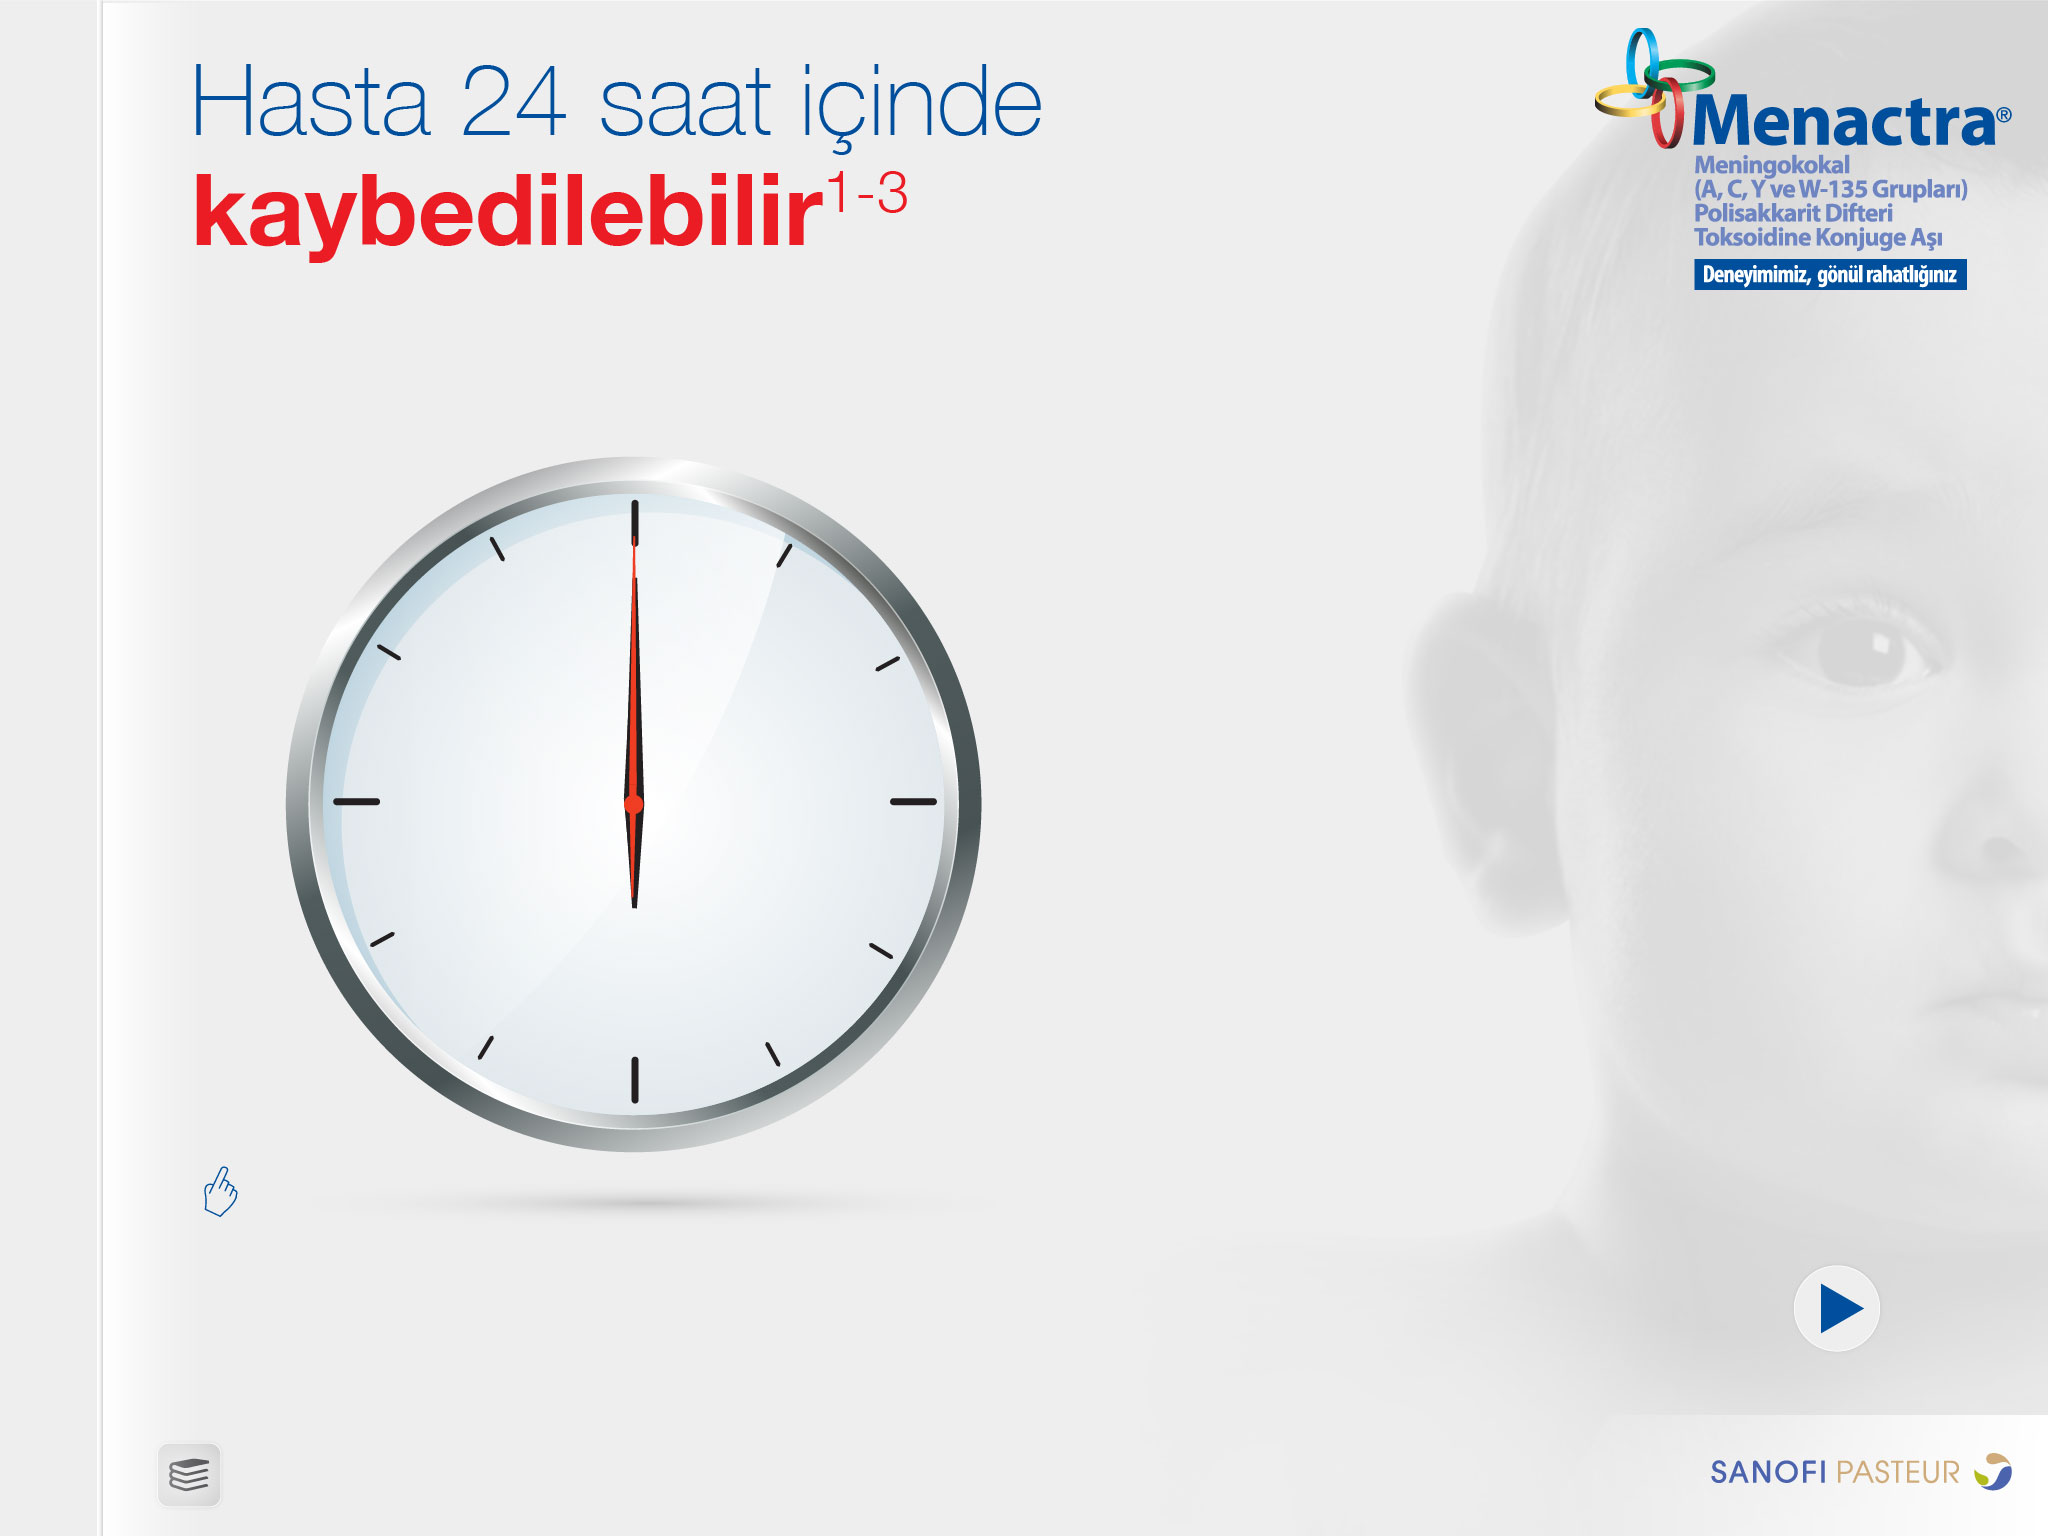 Hasta 24 saat içinde
kaybedilebilir1-3
Menactra®
Meningokokal
(A, C, Y ve W-135 Grupları)
Polisakkarit Difteri
Toksoidine Konjuge Aşı
Deneyimimiz, gönül rahatlığınız
SANOFI PASTEUR